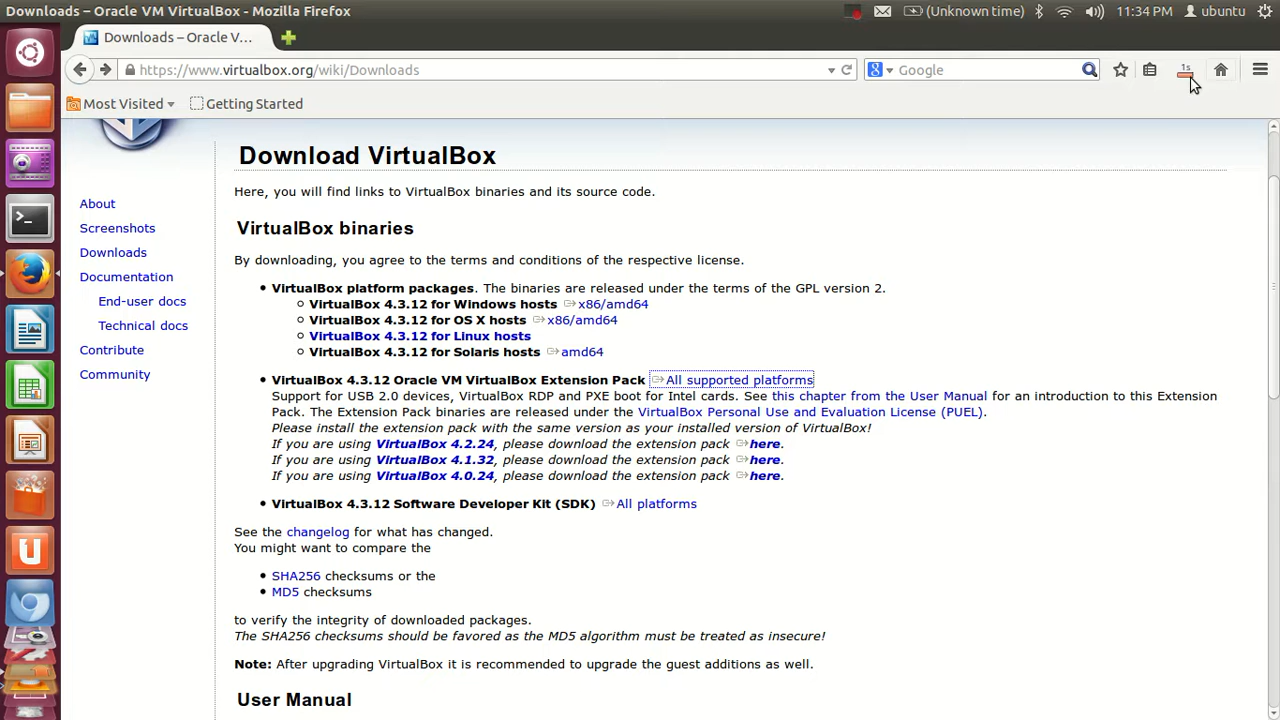 Downloads – Oracle VM VirtualBox - Mozilla Firefox
(Unknown time) 11:34 PM ubuntu
Downloads – Oracle V...
https://www.virtualbox.org/wiki/Downloads
Google
1s
Most Visited Getting Started
Download VirtualBox
Here, you will find links to VirtualBox binaries and its source code.
About
Screenshots
Downloads
Documentation
End-user docs
Technical docs
Contribute
Community
VirtualBox binaries
By downloading, you agree to the terms and conditions of the respective license.
• VirtualBox platform packages. The binaries are released under the terms of the GPL version 2.
VirtualBox 4.3.12 for Windows hosts x86/amd64
VirtualBox 4.3.12 for OS X hosts x86/amd64
VirtualBox 4.3.12 for Linux hosts
VirtualBox 4.3.12 for Solaris hosts amd64
• VirtualBox 4.3.12 Oracle VM VirtualBox Extension Pack All supported platforms
Support for USB 2.0 devices, VirtualBox RDP and PXE boot for Intel cards. See this chapter from the User Manual for an introduction to this Extension
Pack. The Extension Pack binaries are released under the VirtualBox Personal Use and Evaluation License (PUEL).
Please install the extension pack with the same version as your installed version of VirtualBox!
If you are using VirtualBox 4.2.24, please download the extension pack here.
If you are using VirtualBox 4.1.32, please download the extension pack here.
If you are using VirtualBox 4.0.24, please download the extension pack here.
• VirtualBox 4.3.12 Software Developer Kit (SDK) All platforms
See the changelog for what has changed.
You might want to compare the
• SHA256 checksums or the
• MD5 checksums
to verify the integrity of downloaded packages.
The SHA256 checksums should be favored as the MD5 algorithm must be treated as insecure!
Note: After upgrading VirtualBox it is recommended to upgrade the guest additions as well.
User Manual